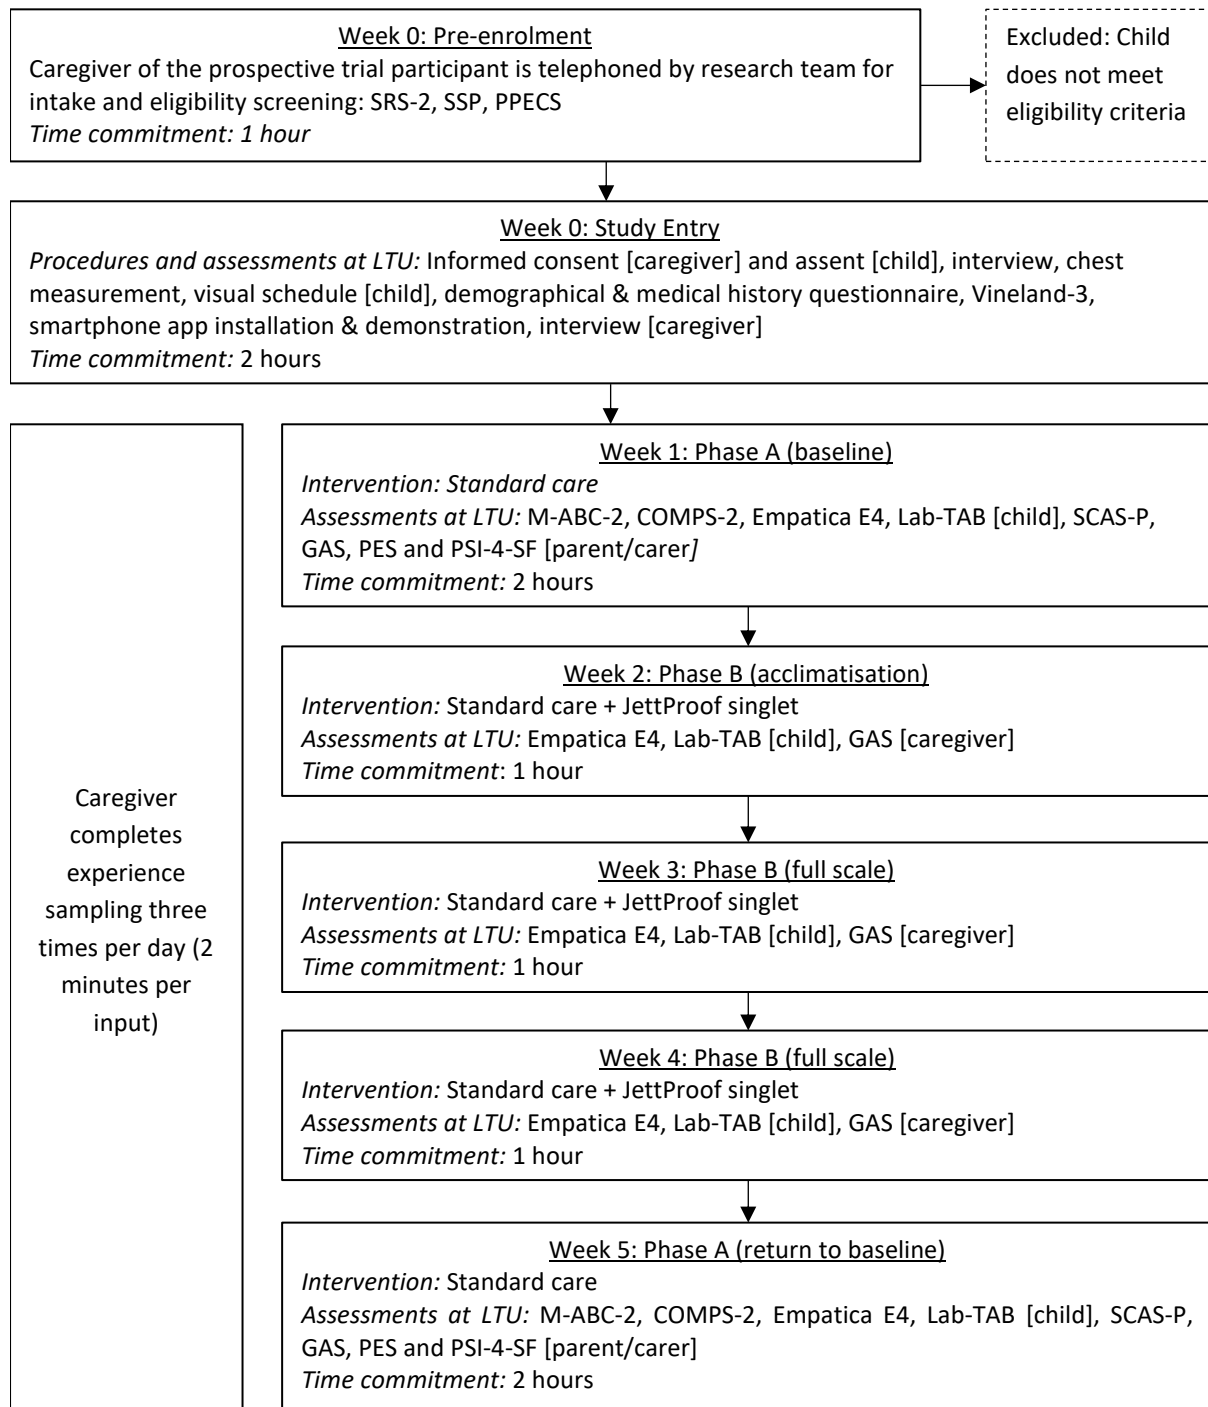 Week 0: Pre-enrolment
Caregiver of the prospective trial participant is telephoned by research team for
intake and eligibility screening: SRS-2, SSP, PPECS
Time commitment: 1 hour
Excluded: Child
does not meet
eligibility criteria
Week 0: Study Entry
Procedures and assessments at LTU: Informed consent [caregiver] and assent [child], interview, chest
measurement, visual schedule [child], demographical & medical history questionnaire, Vineland-3,
smartphone app installation & demonstration, interview [caregiver]
Time commitment: 2 hours
Caregiver
completes
experience
sampling three
times per day (2
minutes per
input)
Week 1: Phase A (baseline)
Intervention: Standard care
Assessments at LTU: M-ABC-2, COMPS-2, Empatica E4, Lab-TAB [child], SCAS-P,
GAS, PES and PSI-4-SF [parent/carer]
Time commitment: 2 hours
Week 2: Phase B (acclimatisation)
Intervention: Standard care + JettProof singlet
Assessments at LTU: Empatica E4, Lab-TAB [child], GAS [caregiver]
Time commitment: 1 hour
Week 3: Phase B (full scale)
Intervention: Standard care + JettProof singlet
Assessments at LTU: Empatica E4, Lab-TAB [child], GAS [caregiver]
Time commitment: 1 hour
Week 4: Phase B (full scale)
Intervention: Standard care + JettProof singlet
Assessments at LTU: Empatica E4, Lab-TAB [child], GAS [caregiver]
Time commitment: 1 hour
Week 5: Phase A (return to baseline)
Intervention: Standard care
Assessments at LTU: M-ABC-2, COMPS-2, Empatica E4, Lab-TAB [child], SCAS-P,
GAS, PES and PSI-4-SF [parent/carer]
Time commitment: 2 hours